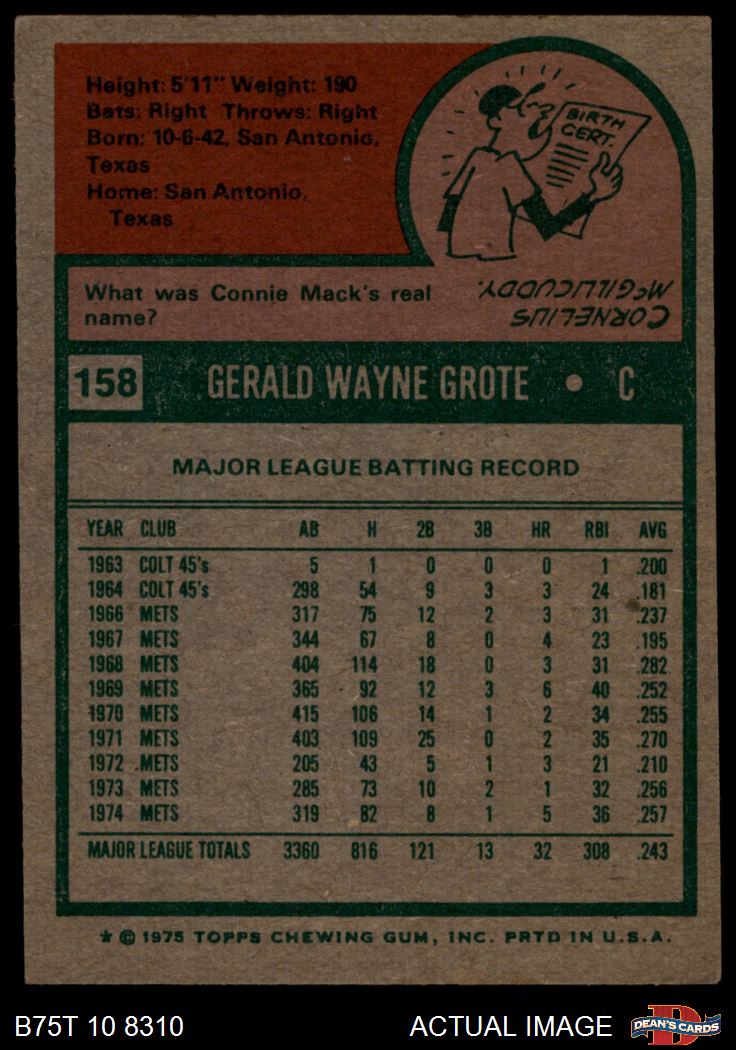 Height: 5'11" Weight: 190
Bats: Right Throws: Right
Born: 10-6-42, San Antonio,
Texas
Home: San Antonio,
Texas
BIRTH
CERT.
What was Connie Mack's real
name?
CORNELIUS
McGILLICUDDY.
158 GERALD WAYNE GROTE • C
MAJOR LEAGUE BATTING RECORD
YEAR CLUB AB H 2B 3B HR RBI AVG
1963 COLT 45's 5 1 0 0 0 1 .200
1964 COLT 45's 298 54 9 3 3 24 .181
1966 METS 317 75 12 2 3 31 .237
1967 METS 344 67 8 0 4 23 .195
1968 METS 404 114 18 0 3 31 .282
1969 METS 365 92 12 3 6 40 .252
1970 METS 415 106 14 1 2 34 .255
1971 METS 403 109 25 0 2 35 .270
1972 METS 205 43 5 1 3 21 .210
1973 METS 285 73 10 2 1 32 .256
1974 METS 319 82 8 1 5 36 .257
MAJOR LEAGUE TOTALS 3360 816 121 13 32 308 .243
* © 1975 TOPPS CHEWING GUM, INC. PRTD IN U.S.A.
B75T 10 8310 ACTUAL IMAGE DEAN'S CARDS